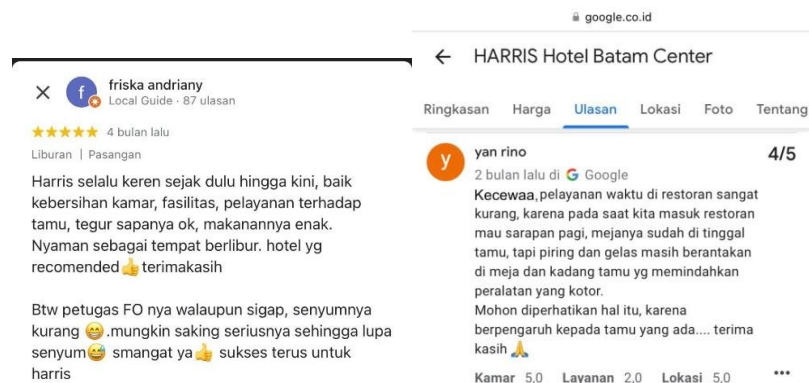 friska andriany
Local Guide · 87 ulasan
4 bulan lalu
Liburan | Pasangan
Harris selalu keren sejak dulu hingga kini, baik
kebersihan kamar, fasilitas, pelayanan terhadap
tamu, tegur sapanya ok, makanannya enak.
Nyaman sebagai tempat berlibur. hotel yg
recomended👍terimakasih
Btw petugas FO nya walaupun sigap, senyumnya
kurang 😁.mungkin saking seriusnya sehingga lupa
senyum😅 smangat ya👍 sukses terus untuk
harris
google.co.id
HARRIS Hotel Batam Center
Ringkasan Harga Ulasan Lokasi Foto Tentang
y
yan rino 4/5
2 bulan lalu di G Google
Kecewaa,pelayanan waktu di restoran sangat
kurang, karena pada saat kita masuk restoran
mau sarapan pagi, mejanya sudah di tinggal
tamu, tapi piring dan gelas masih berantakan
di meja dan kadang tamu yg memindahkan
peralatan yang kotor.
Mohon diperhatikan hal itu, karena
berpengaruh kepada tamu yang ada.... terima
kasih 🙏
Kamar 5,0 Layanan 2,0 Lokasi 5,0